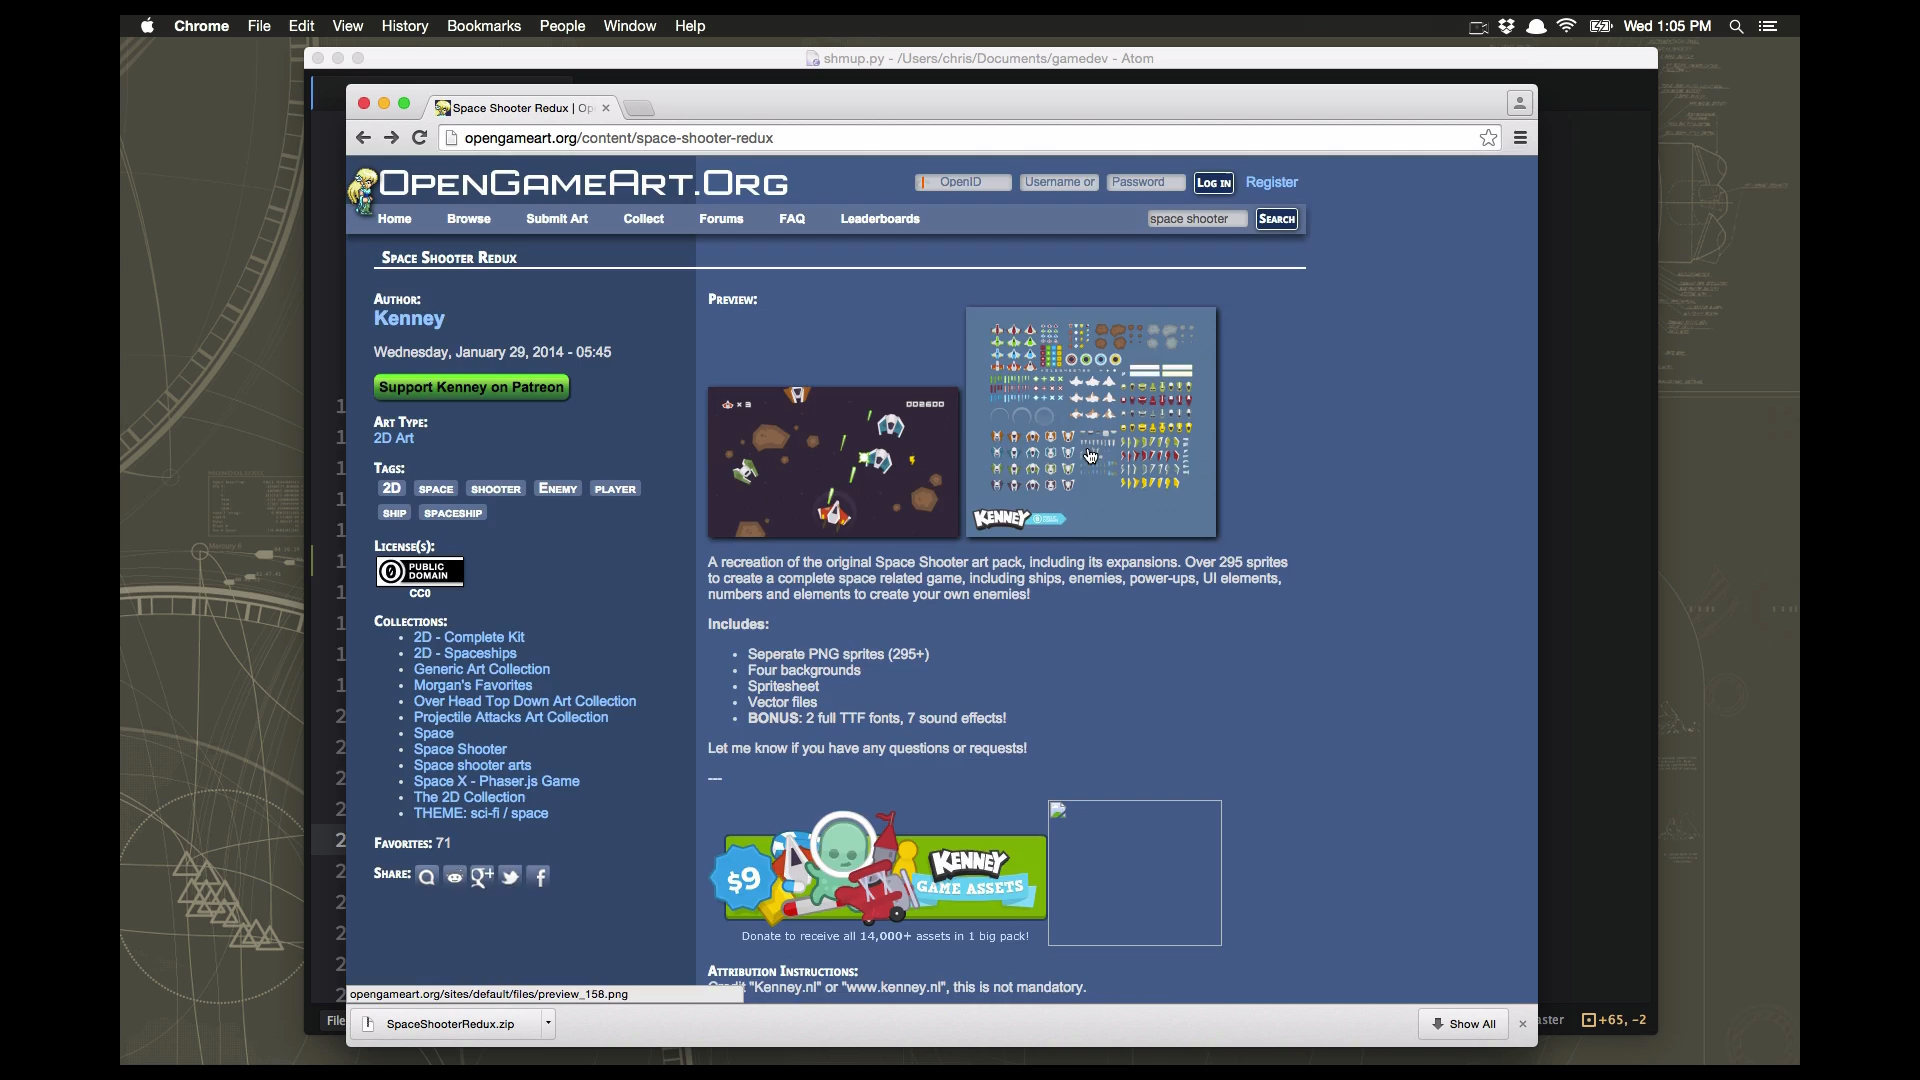 Chrome File Edit View History Bookmarks People Window Help
Wed 1:05 PM
shmup.py - /Users/chris/Documents/gamedev - Atom
Space Shooter Redux | Op
opengameart.org/content/space-shooter-redux
OpenGameArt.Org
OpenID Username or Password Log in Register
Home Browse Submit Art Collect Forums FAQ Leaderboards
space shooter Search
Space Shooter Redux
Author:
Kenney
Wednesday, January 29, 2014 - 05:45
Support Kenney on Patreon
Art Type:
2D Art
Tags:
2D space shooter Enemy player
ship spaceship
License(s):
PUBLIC
DOMAIN
CC0
Collections:
• 2D - Complete Kit
• 2D - Spaceships
• Generic Art Collection
• Morgan's Favorites
• Over Head Top Down Art Collection
• Projectile Attacks Art Collection
• Space
• Space Shooter
• Space shooter arts
• Space X - Phaser.js Game
• The 2D Collection
• THEME: sci-fi / space
Favorites: 71
Share:
Preview:
× 3 002600
KENNEY
A recreation of the original Space Shooter art pack, including its expansions. Over 295 sprites
to create a complete space related game, including ships, enemies, power-ups, UI elements,
numbers and elements to create your own enemies!
Includes:
• Seperate PNG sprites (295+)
• Four backgrounds
• Spritesheet
• Vector files
• BONUS: 2 full TTF fonts, 7 sound effects!
Let me know if you have any questions or requests!
---
$9
KENNEY
GAME ASSETS
Donate to receive all 14,000+ assets in 1 big pack!
Attribution Instructions:
Credit "Kenney.nl" or "www.kenney.nl", this is not mandatory.
opengameart.org/sites/default/files/preview_158.png
SpaceShooterRedux.zip
Show All
File
aster +65, -2